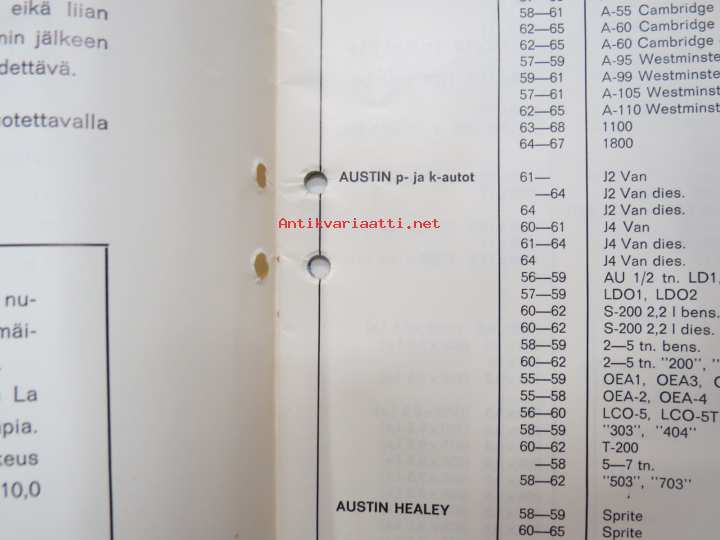 eikä liian
min jälkeen
dettävä.
otettavalla
nu-
mäi-
La
pia.
keus
10,0
58—61 A-55 Cambridge
62—65 A-60 Cambridge
62—65 A-60 Cambridge
57—59 A-95 Westminste
59—61 A-99 Westminste
57—61 A-105 Westminst
62—65 A-110 Westminst
63—68 1100
64—67 1800
AUSTIN p- ja k-autot 61— J2 Van
—64 J2 Van dies.
64 J2 Van dies.
60—61 J4 Van
61—64 J4 Van dies.
64 J4 Van dies.
56—59 AU 1/2 tn. LD1,
57—59 LDO1, LDO2
60—62 S-200 2,2 l bens.
60—62 S-200 2,2 l dies.
58—59 2—5 tn. bens.
60—62 2—5 tn. "200", "
55—59 OEA1, OEA3,
55—58 OEA-2, OEA-4
56—60 LCO-5, LCO-5T
58—59 "303", "404"
60—62 T-200
—58 5—7 tn.
58—62 "503", "703"
AUSTIN HEALEY
58—59 Sprite
60—65 Sprite
Antikvariaatti.net